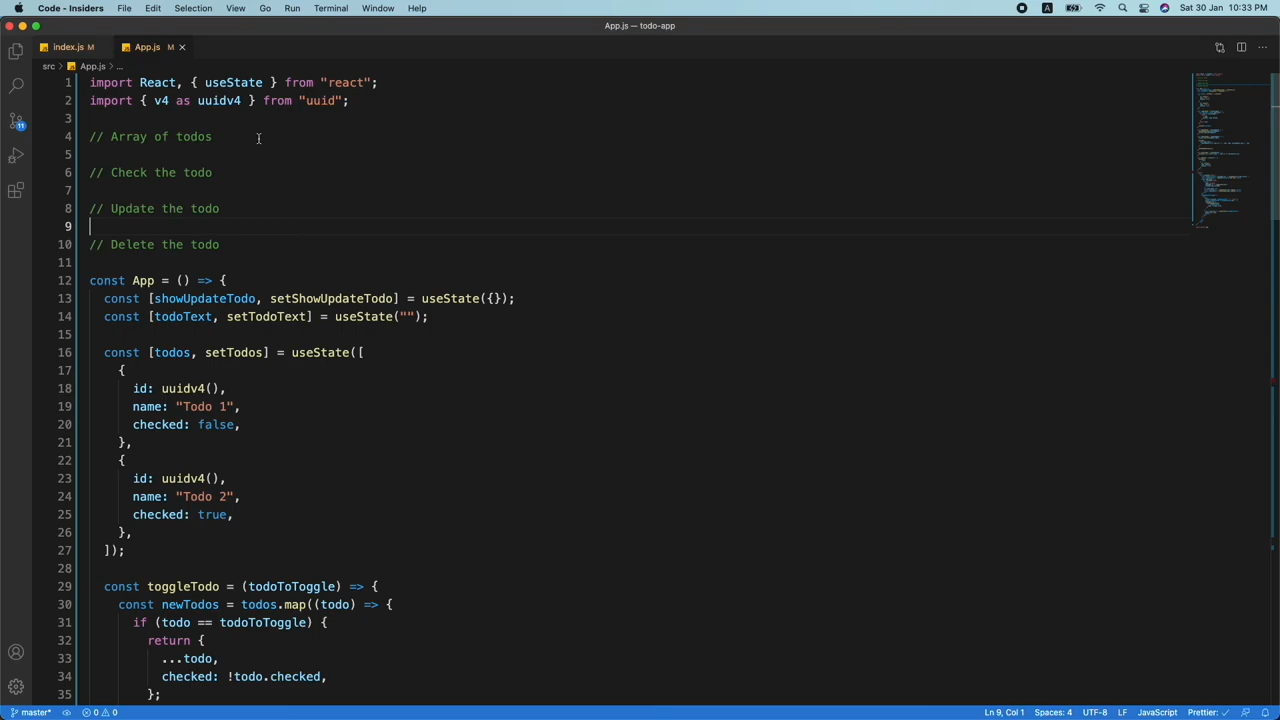 Code - Insiders File Edit Selection View Go Run Terminal Window Help A Sat 30 Jan 10:33 PM
App.js — todo-app
JS index.js M JS App.js M
src > JS App.js > ...
1 import React, { useState } from "react";
2 import { v4 as uuidv4 } from "uuid";
3
4 // Array of todos
5
6 // Check the todo
7
8 // Update the todo
9
10 // Delete the todo
11
12 const App = () => {
13 const [showUpdateTodo, setShowUpdateTodo] = useState({});
14 const [todoText, setTodoText] = useState("");
15
16 const [todos, setTodos] = useState([
17 {
18 id: uuidv4(),
19 name: "Todo 1",
20 checked: false,
21 },
22 {
23 id: uuidv4(),
24 name: "Todo 2",
25 checked: true,
26 },
27 ]);
28
29 const toggleTodo = (todoToToggle) => {
30 const newTodos = todos.map((todo) => {
31 if (todo == todoToToggle) {
32 return {
33 ...todo,
34 checked: !todo.checked,
35 };
11
master* 0 0 Ln 9, Col 1 Spaces: 4 UTF-8 LF JavaScript Prettier: ✓